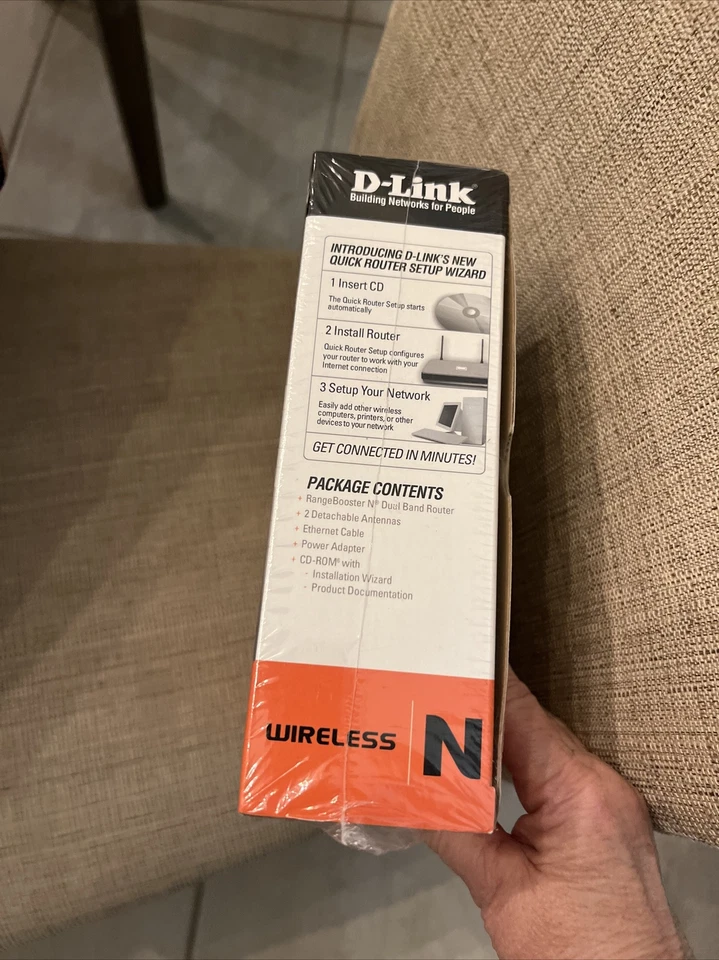 D-Link
Building Networks for People
INTRODUCING D-LINK'S NEW
QUICK ROUTER SETUP WIZARD
1 Insert CD
The Quick Router Setup starts
automatically
2 Install Router
Quick Router Setup configures
your router to work with your
Internet connection
3 Setup Your Network
Easily add other wireless
computers, printers, or other
devices to your network
GET CONNECTED IN MINUTES!
PACKAGE CONTENTS
+ RangeBooster N® Dual Band Router
+ 2 Detachable Antennas
+ Ethernet Cable
+ Power Adapter
+ CD-ROM® with
- Installation Wizard
- Product Documentation
WIRELESS N